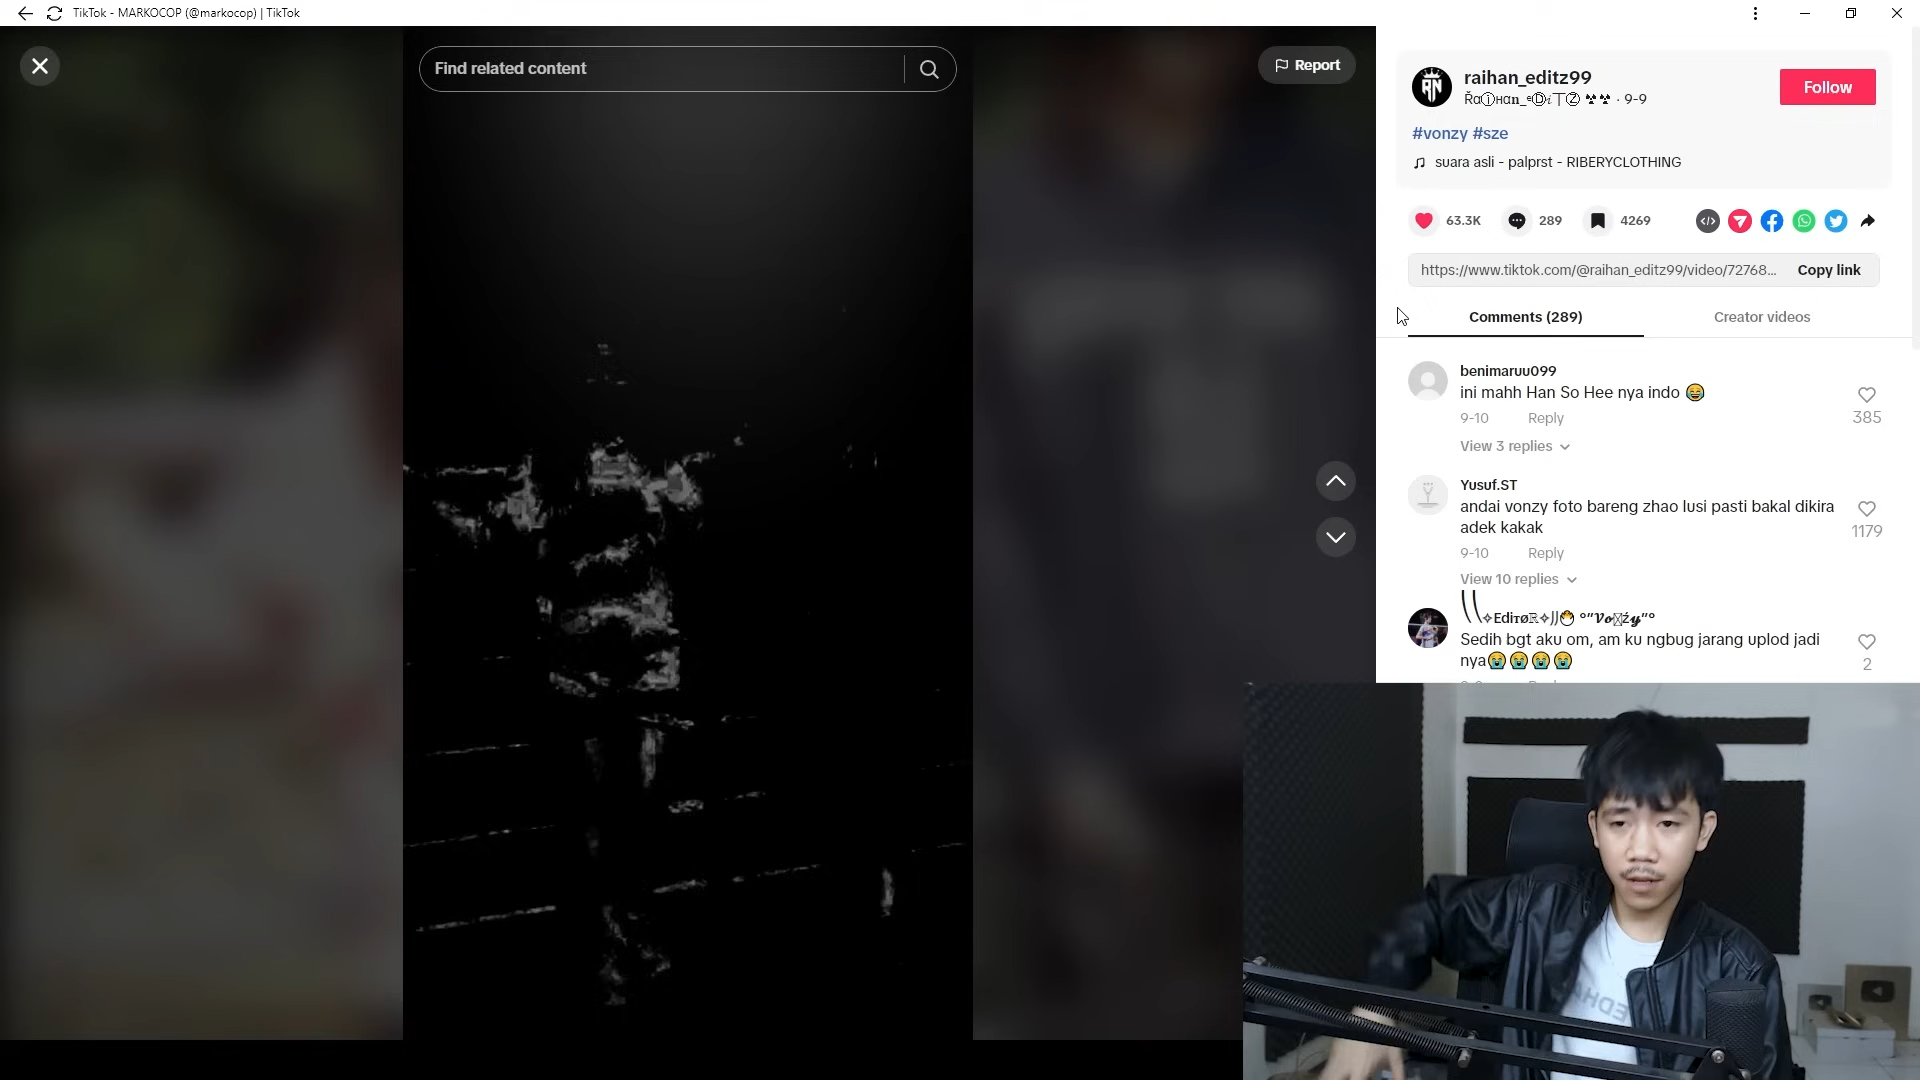 TikTok - MARKOCOP (@markocop) | TikTok
Find related content
Report
raihan_editz99
Follow
· 9-9
#vonzy #sze
suara asli - palprst - RIBERYCLOTHING
63.3K
289
4269
https://www.tiktok.com/@raihan_editz99/video/72768...
Copy link
Comments (289)
Creator videos
benimaruu099
ini mahh Han So Hee nya indo 😅
385
9-10
Reply
View 3 replies
Yusuf.ST
andai vonzy foto bareng zhao lusi pasti bakal dikira
adek kakak
1179
9-10
Reply
View 10 replies
Sedih bgt aku om, am ku ngbug jarang uplod jadi
nya😭😭😭😭
2